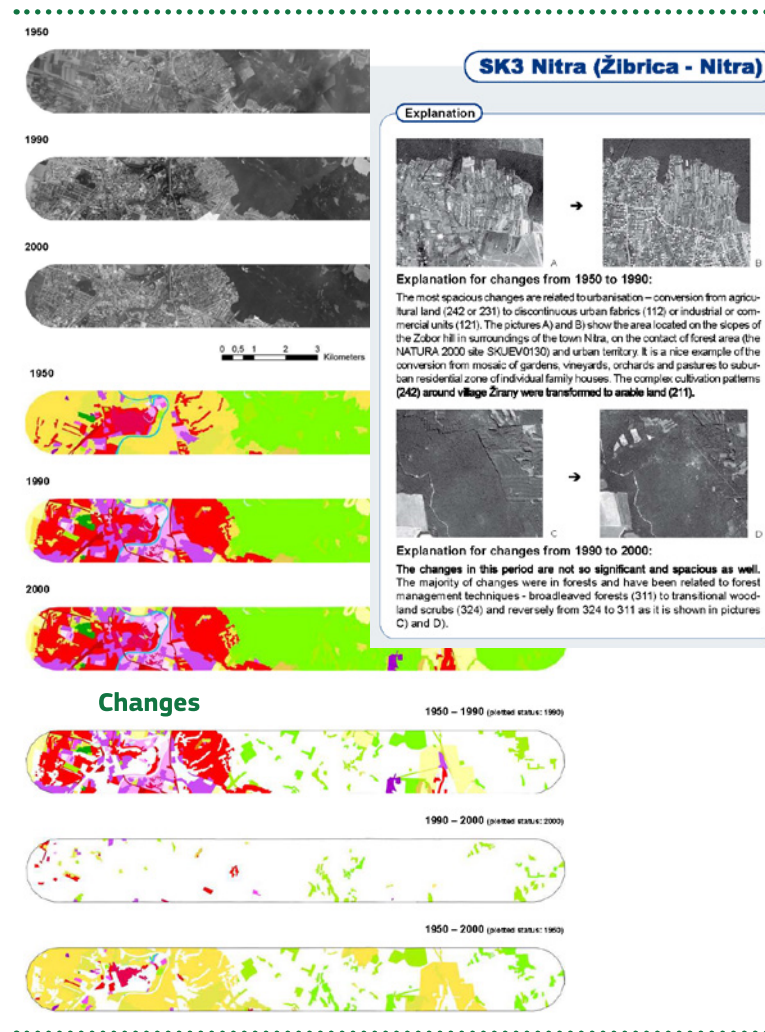 1950
SK3 Nitra (Žibrica - Nitra)
Explanation
1990
A
B
2000
Explanation for changes from 1950 to 1990:
The most spacious changes are related to urbanisation – conversion from agricu-
ltural land (242 or 231) to discontinuous urban fabrics (112) or industrial or com-
mercial units (121). The pictures A) and B) show the area located on the slopes of
the Zobor hill in surroundings of the town Nitra, on the contact of forest area (the
NATURA 2000 site SKUEV0130) and urban territory. It is a nice example of the
conversion from mosaic of gardens, vineyards, orchards and pastures to subur-
ban residential zone of individual family houses. The complex cultivation patterns
(242) around village Žirany were transformed to arable land (211).
0 0,5 1 2 3
Kilometers
1950
1990
C
D
Explanation for changes from 1990 to 2000:
The changes in this period are not so significant and spacious as well.
The majority of changes were in forests and have been related to forest
management techniques - broadleaved forests (311) to transitional wood-
land scrubs (324) and reversely from 324 to 311 as it is shown in pictures
C) and D).
2000
Changes
1950 – 1990 (plotted status: 1990)
1990 – 2000 (plotted status: 2000)
1950 – 2000 (plotted status: 1950)